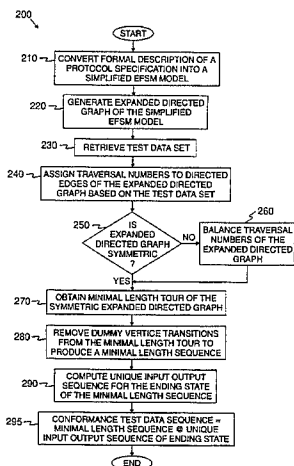 200
START
210
CONVERT FORMAL DESCRIPTION OF A
PROTOCOL SPECIFICATION INTO A
SIMPLIFIED EFSM MODEL
220
GENERATE EXPANDED DIRECTED
GRAPH OF THE SIMPLIFIED
EFSM MODEL
230
RETRIEVE TEST DATA SET
240
ASSIGN TRAVERSAL NUMBERS TO DIRECTED
EDGES OF THE EXPANDED DIRECTED
GRAPH BASED ON THE TEST DATA SET
250
IS
EXPANDED
DIRECTED GRAPH
SYMMETRIC
?
NO
260
BALANCE TRAVERSAL
NUMBERS OF THE
EXPANDED DIRECTED
GRAPH
YES
270
OBTAIN MINIMAL LENGTH TOUR OF THE
SYMMETRIC EXPANDED DIRECTED GRAPH
280
REMOVE DUMMY VERTICE TRANSITIONS
FROM THE MINIMAL LENGTH TOUR TO
PRODUCE A MINIMAL LENGTH SEQUENCE
290
COMPUTE UNIQUE INPUT OUTPUT
SEQUENCE FOR THE ENDING STATE
OF THE MINIMAL LENGTH SEQUENCE
295
CONFORMANCE TEST DATA SEQUENCE =
MINIMAL LENGTH SEQUENCE @ UNIQUE
INPUT OUTPUT SEQUENCE OF ENDING STATE
END